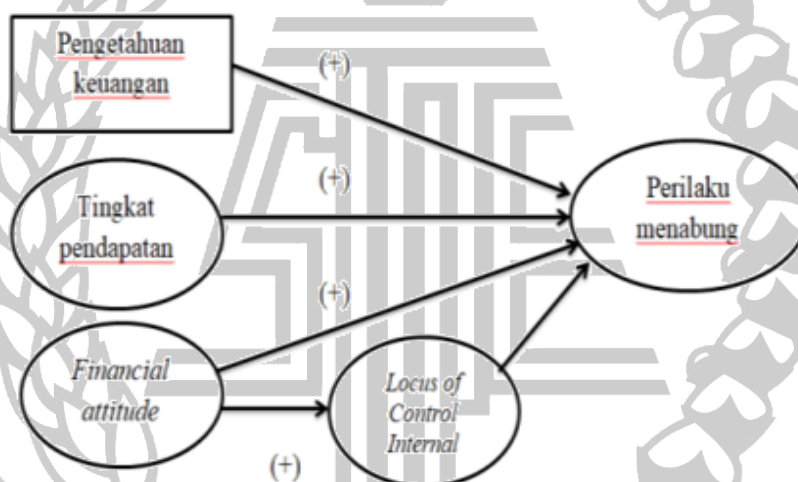 Pengetahuan
keuangan
(+)
Tingkat
pendapatan
(+)
Perilaku
menabung
(+)
Financial
attitude
Locus of
Control
Internal
(+)